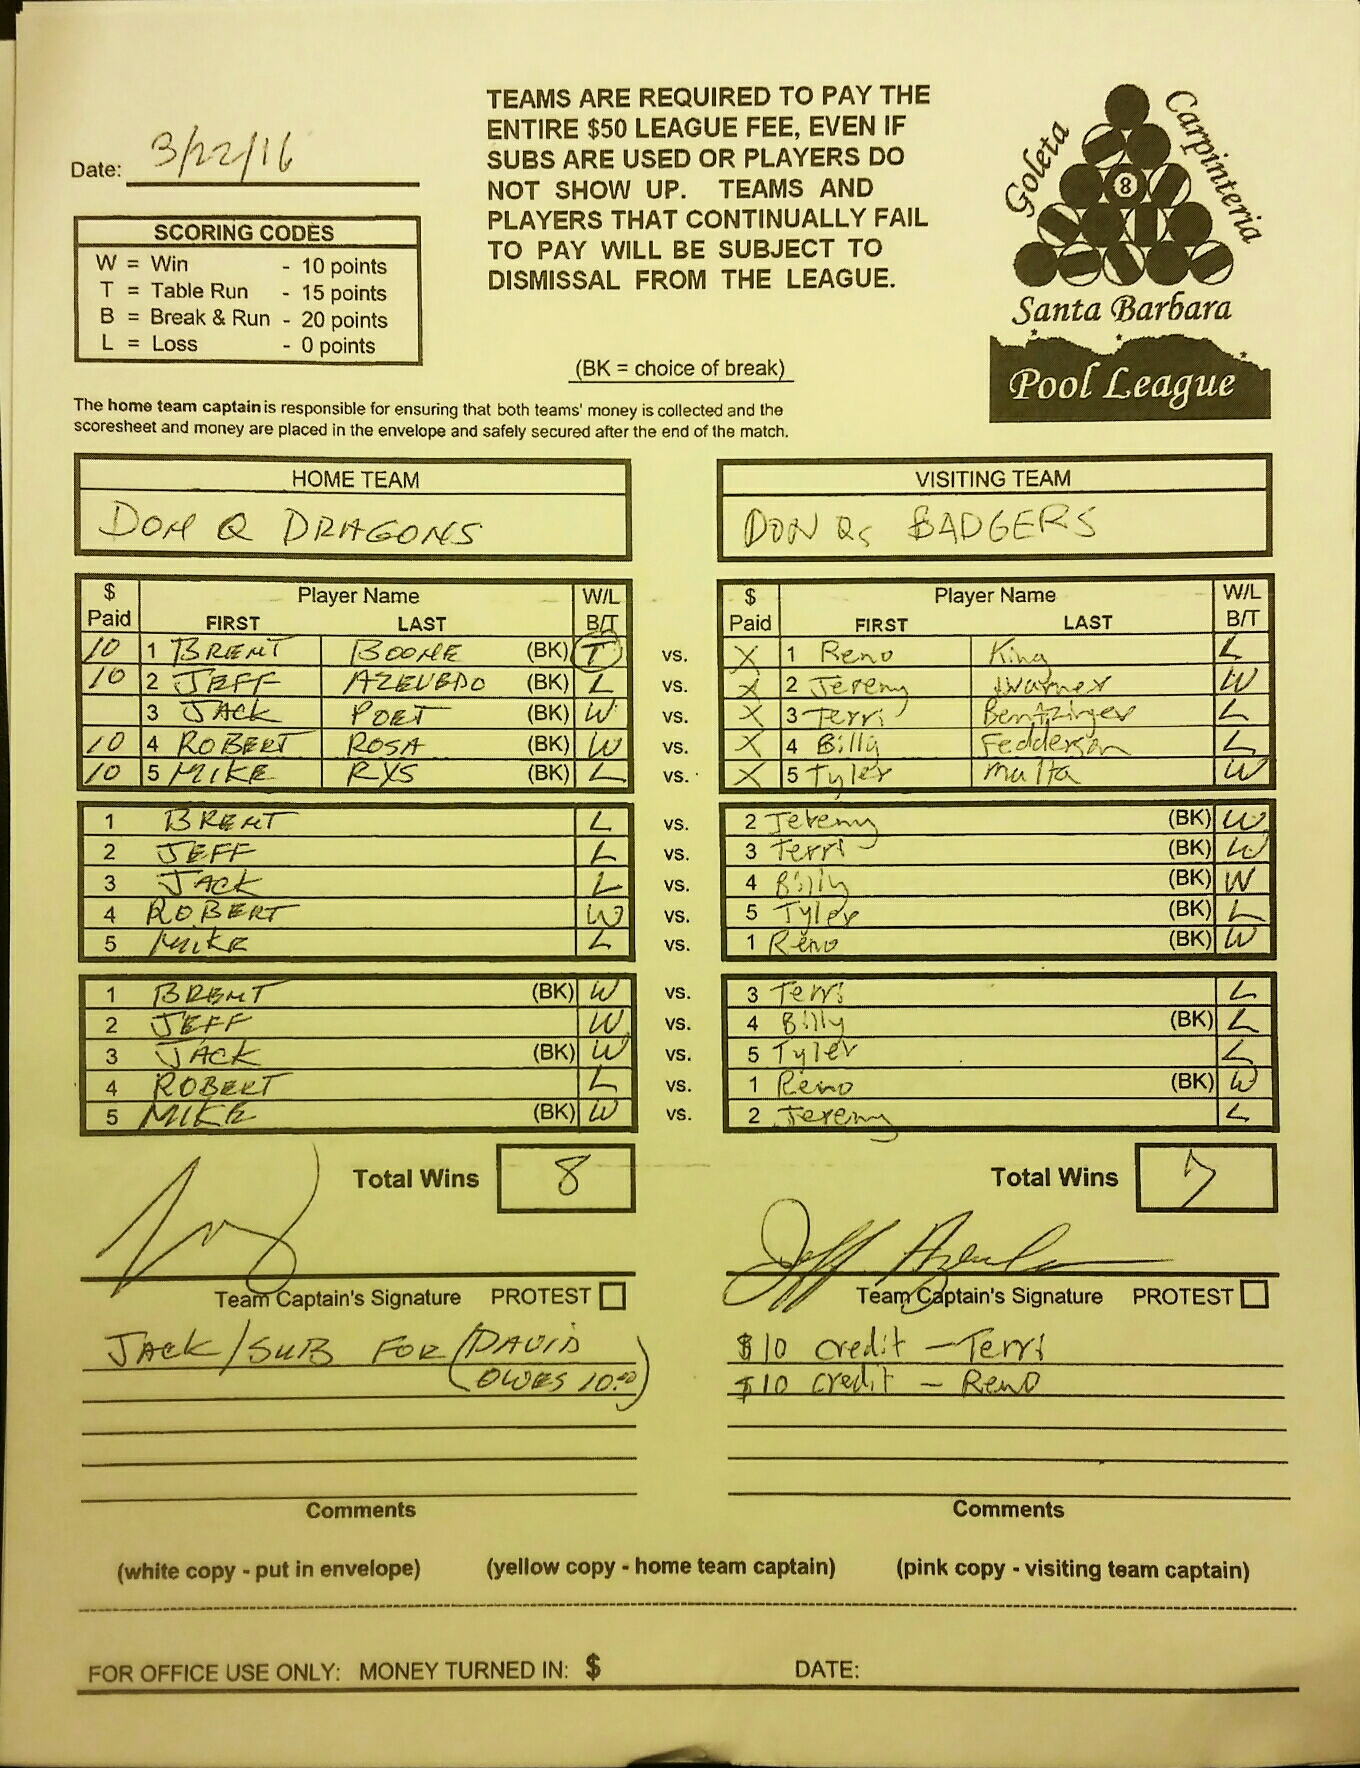 Date: 3/22/16
TEAMS ARE REQUIRED TO PAY THE
ENTIRE $50 LEAGUE FEE, EVEN IF
SUBS ARE USED OR PLAYERS DO
NOT SHOW UP. TEAMS AND
PLAYERS THAT CONTINUALLY FAIL
TO PAY WILL BE SUBJECT TO
DISMISSAL FROM THE LEAGUE.
Goleta
Carpinteria
8
Santa Barbara
Pool League
SCORING CODES
W = Win - 10 points
T = Table Run - 15 points
B = Break & Run - 20 points
L = Loss - 0 points
(BK = choice of break)
The home team captain is responsible for ensuring that both teams' money is collected and the
scoresheet and money are placed in the envelope and safely secured after the end of the match.
HOME TEAM VISITING TEAM
DON Q DRAGONS DON Qs BADGERS
$ Paid Player Name FIRST LAST W/L B/T $ Paid Player Name FIRST LAST W/L B/T
10 1 BRENT BOONE (BK) T vs. X 1 Reno King L
10 2 JEFF AZEVEDO (BK) L vs. X 2 Jeremy Warner W
3 JACK POET (BK) W vs. X 3 Terri Bentzinger L
10 4 ROBERT ROSA (BK) W vs. X 4 Billy Fedderson L
10 5 MIKE RYS (BK) L vs. X 5 Tyler Malta W
1 BRENT L vs. 2 Jeremy (BK) W
2 JEFF L vs. 3 Terri (BK) W
3 JACK L vs. 4 Billy (BK) W
4 ROBERT W vs. 5 Tyler (BK) L
5 MIKE L vs. 1 Reno (BK) W
1 BRENT (BK) W vs. 3 Terri L
2 JEFF W vs. 4 Billy (BK) L
3 JACK (BK) W vs. 5 Tyler L
4 ROBERT L vs. 1 Reno (BK) W
5 MIKE (BK) W vs. 2 Jeremy L
Total Wins 8 Total Wins 7
Jeff Azevedo
Team Captain's Signature PROTEST Team Captain's Signature PROTEST
JACK/SUB FOR (DAVID $10 credit - Terri
OWES 10.00) $10 credit - Reno
Comments Comments
(white copy - put in envelope) (yellow copy - home team captain) (pink copy - visiting team captain)
FOR OFFICE USE ONLY: MONEY TURNED IN: $ DATE: